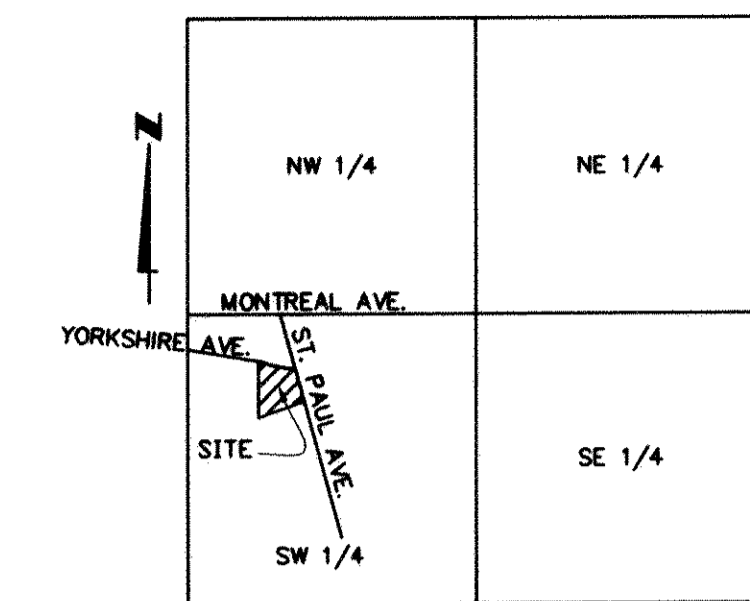 N
NW 1/4
NE 1/4
MONTREAL AVE.
YORKSHIRE AVE.
ST. PAUL AVE.
SITE
SE 1/4
SW 1/4